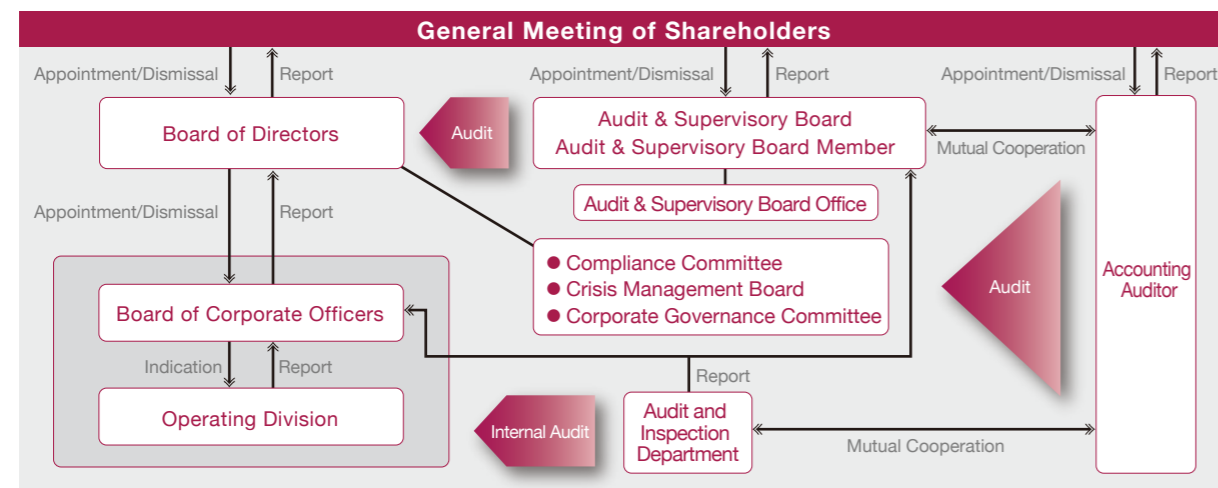 General Meeting of Shareholders
Appointment/Dismissal
Report
Appointment/Dismissal
Report
Appointment/Dismissal
Report
Board of Directors
Audit
Audit & Supervisory Board
Audit & Supervisory Board Member
Mutual Cooperation
Audit & Supervisory Board Office
Appointment/Dismissal
Report
● Compliance Committee
● Crisis Management Board
● Corporate Governance Committee
Audit
Accounting
Auditor
Board of Corporate Officers
Indication
Report
Report
Operating Division
Internal Audit
Audit and
Inspection
Department
Mutual Cooperation